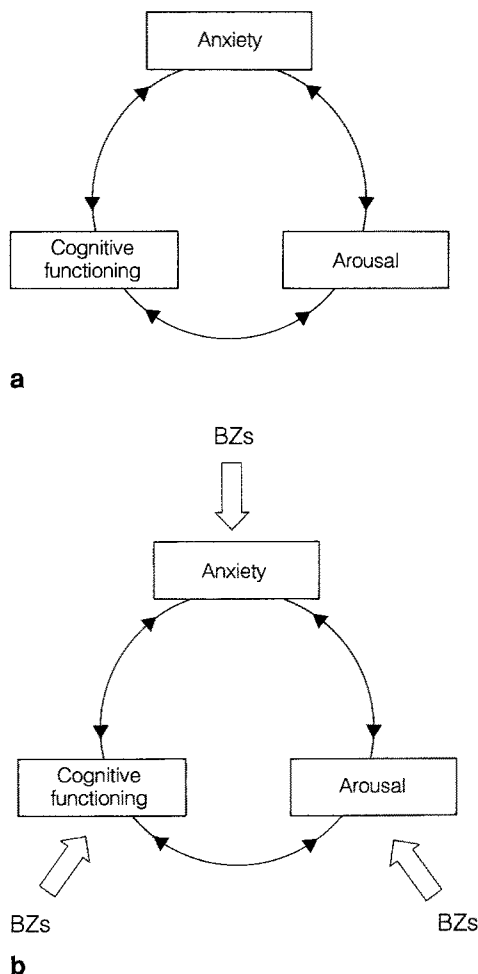 Anxiety
Cognitive
functioning
Arousal
a
BZs
Anxiety
Cognitive
functioning
Arousal
BZs
BZs
b